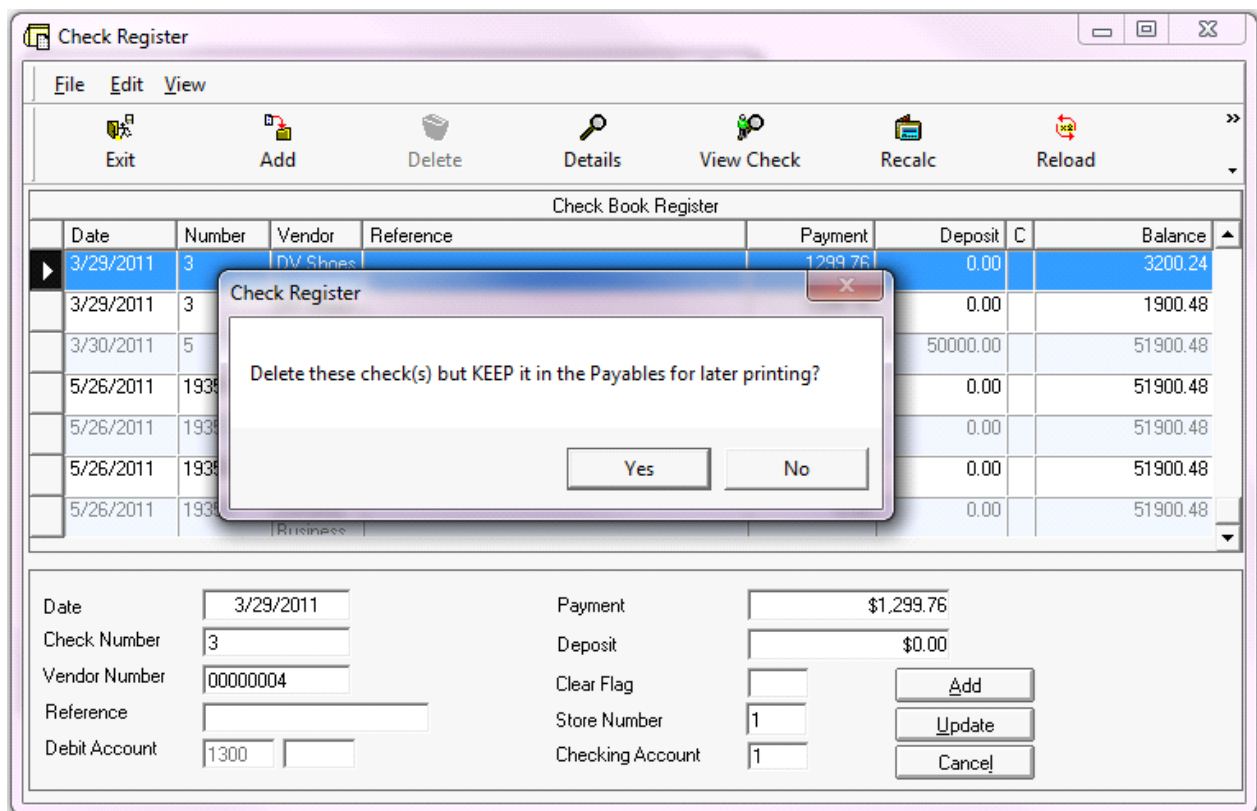 Check Register
File Edit View
Exit Add Delete Details View Check Recalc Reload
Check Book Register
Date Number Vendor Reference Payment Deposit C Balance
3/29/2011 3 DV Shoes 1299.76 0.00 3200.24
Check Register
3/29/2011 3 0.00 1900.48
3/30/2011 5 50000.00 51900.48
Delete these check(s) but KEEP it in the Payables for later printing?
5/26/2011 1935 0.00 51900.48
5/26/2011 1935 0.00 51900.48
5/26/2011 1935 0.00 51900.48
Yes No
5/26/2011 1935 0.00 51900.48
Business
Date 3/29/2011 Payment $1,299.76
Check Number 3 Deposit $0.00
Vendor Number 00000004 Clear Flag Add
Reference Store Number 1 Update
Debit Account 1300 Checking Account 1 Cancel